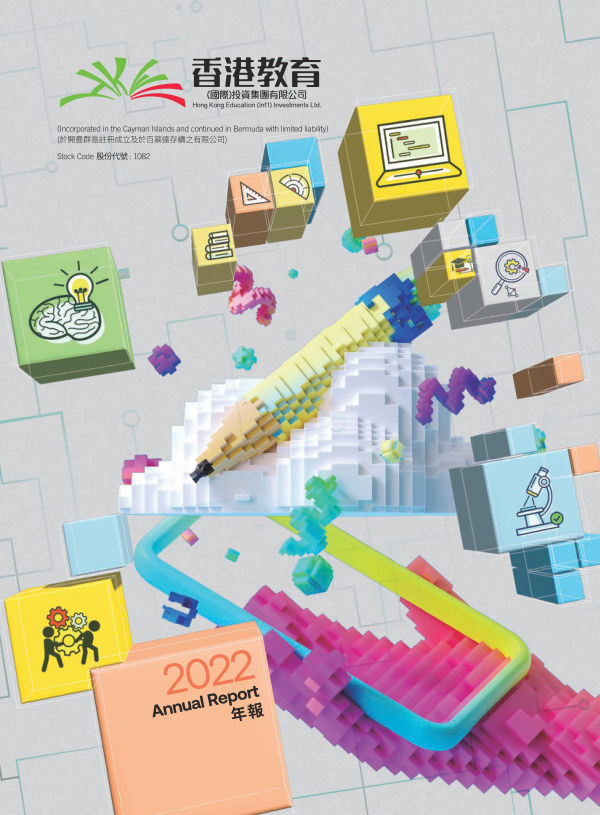 香港教育
(國際)投資集團有限公司
Hong Kong Education (Int'l) Investments Ltd.
(Incorporated in the Cayman Islands and continued in Bermuda with limited liability)
(於開曼群島註冊成立及於百慕達存續之有限公司)
Stock Code 股份代號 : 1082
2022
Annual Report
年報